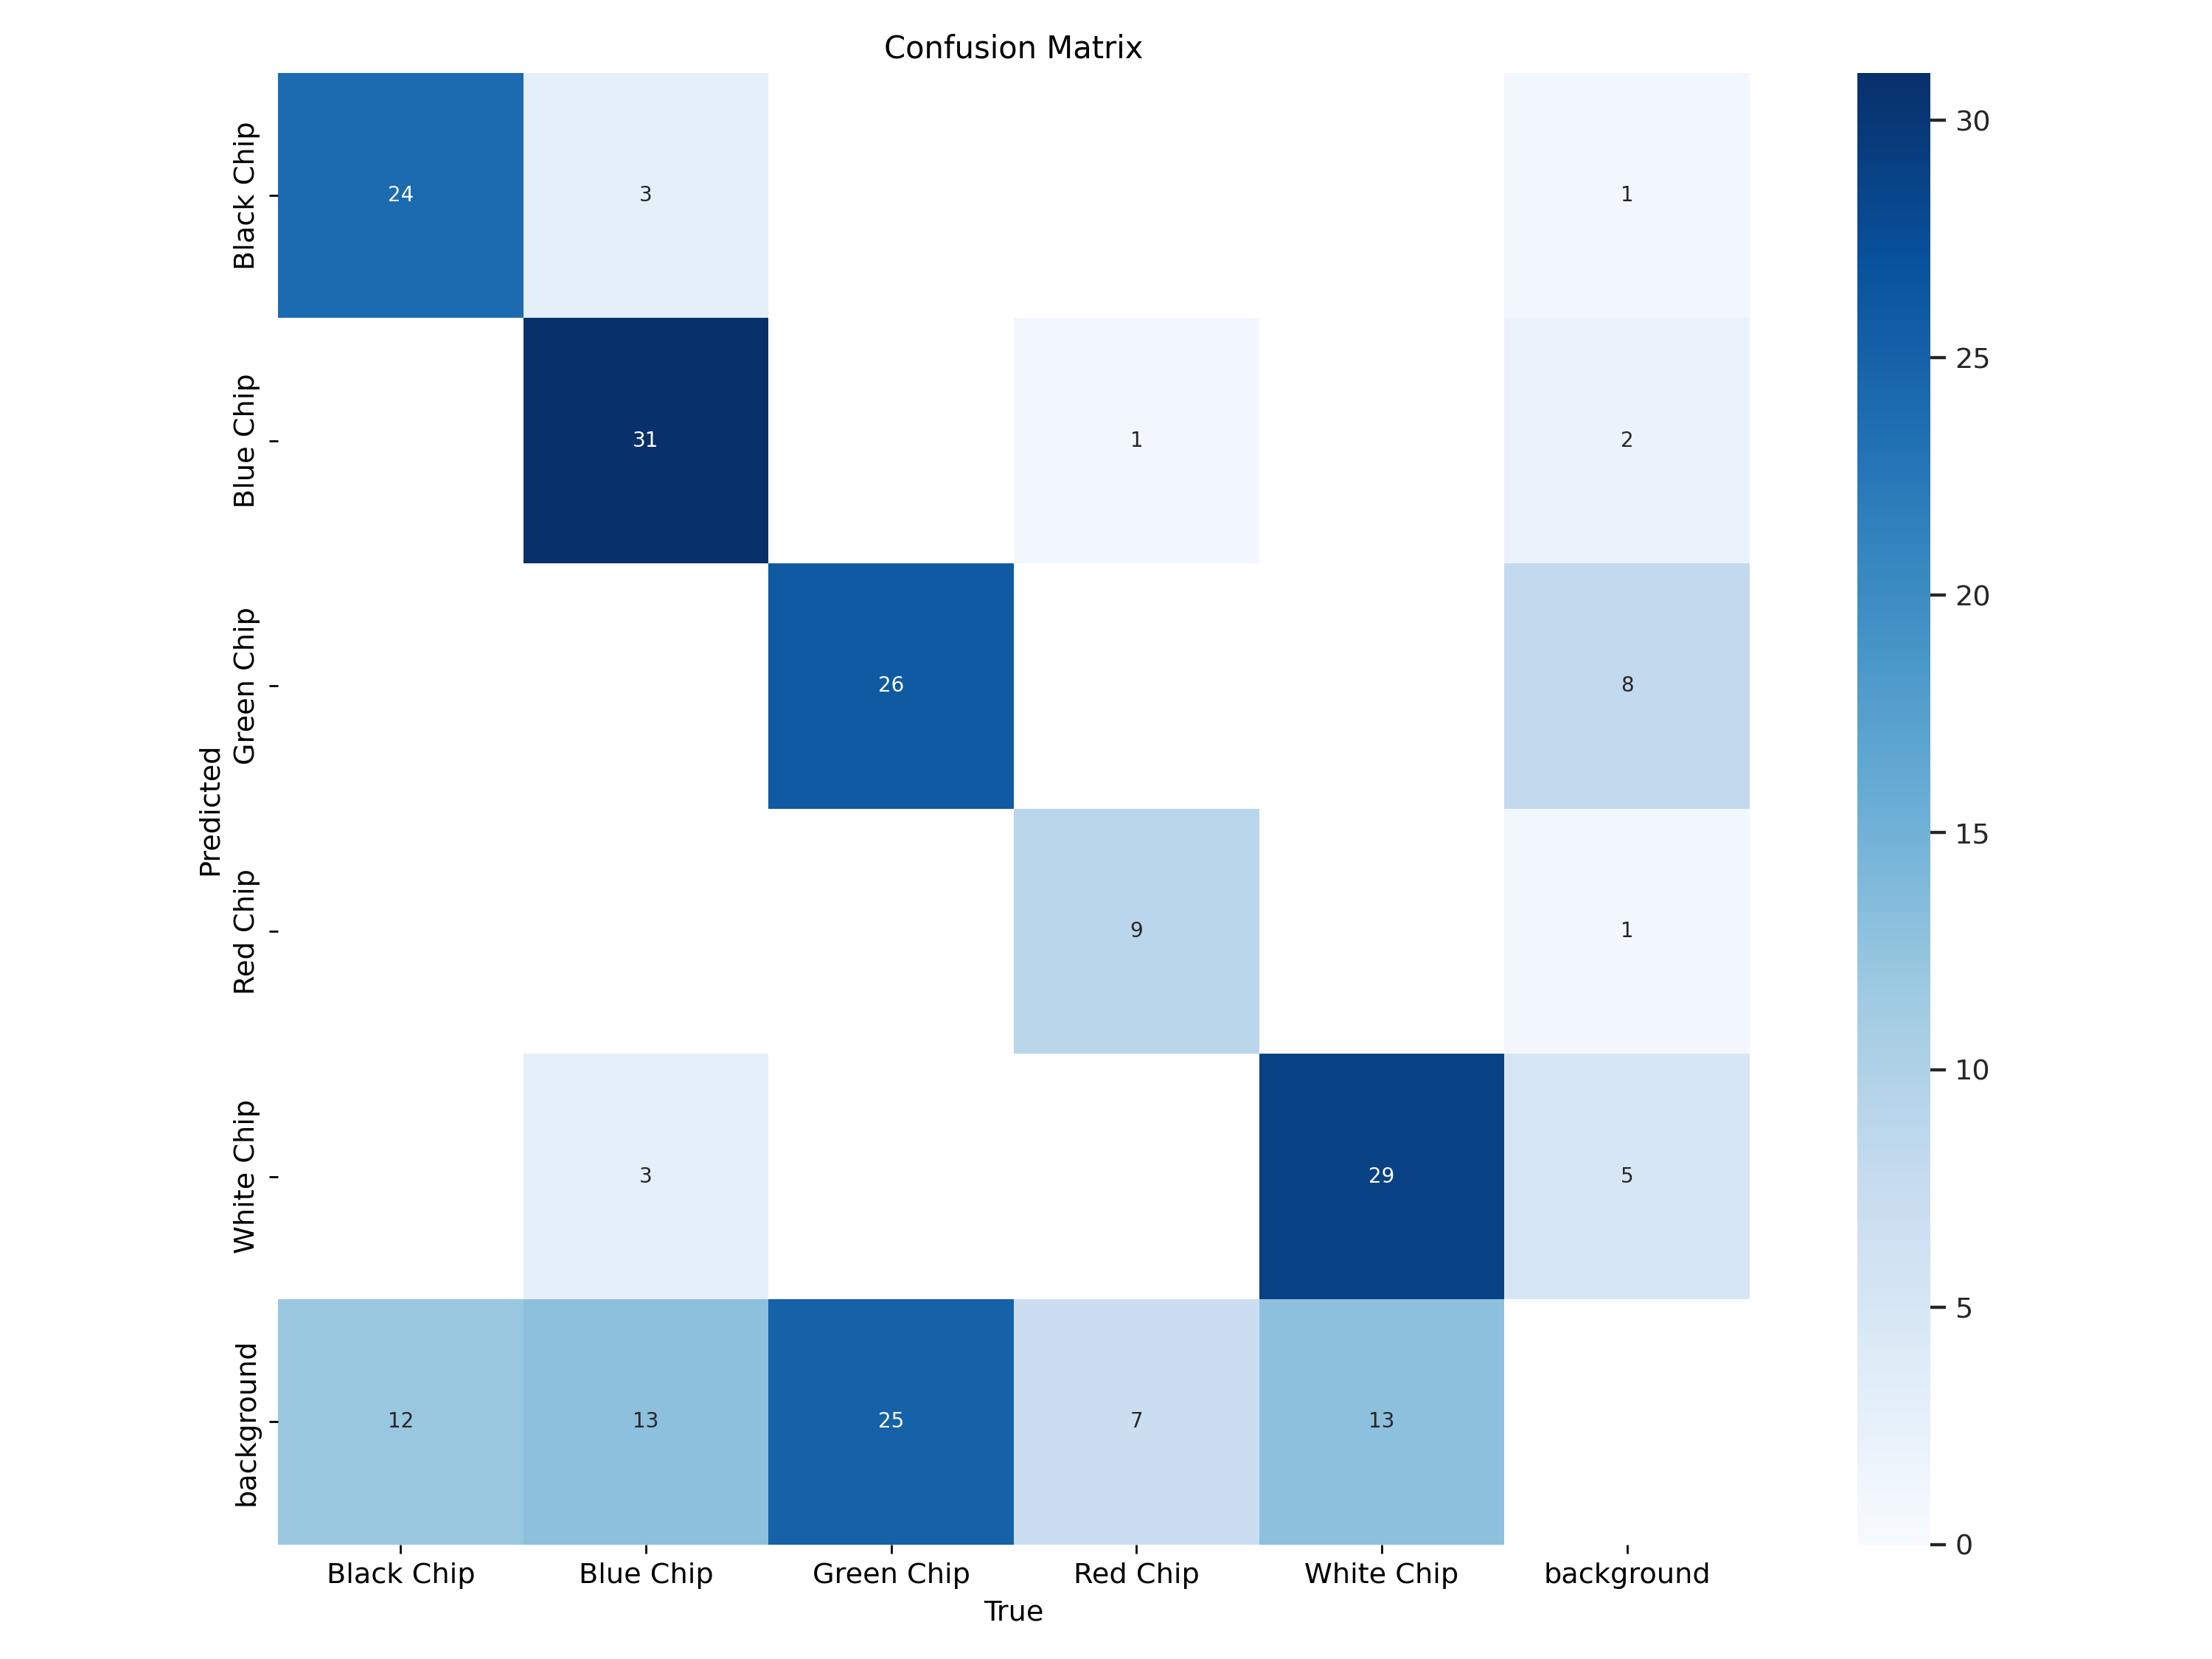 Confusion Matrix
Black Chip 24 3 1
Blue Chip 31 1 2
Green Chip 26 8
Red Chip 9 1
White Chip 3 29 5
background 12 13 25 7 13
Black Chip Blue Chip Green Chip Red Chip White Chip background
True
Predicted
30
25
20
15
10
5
0